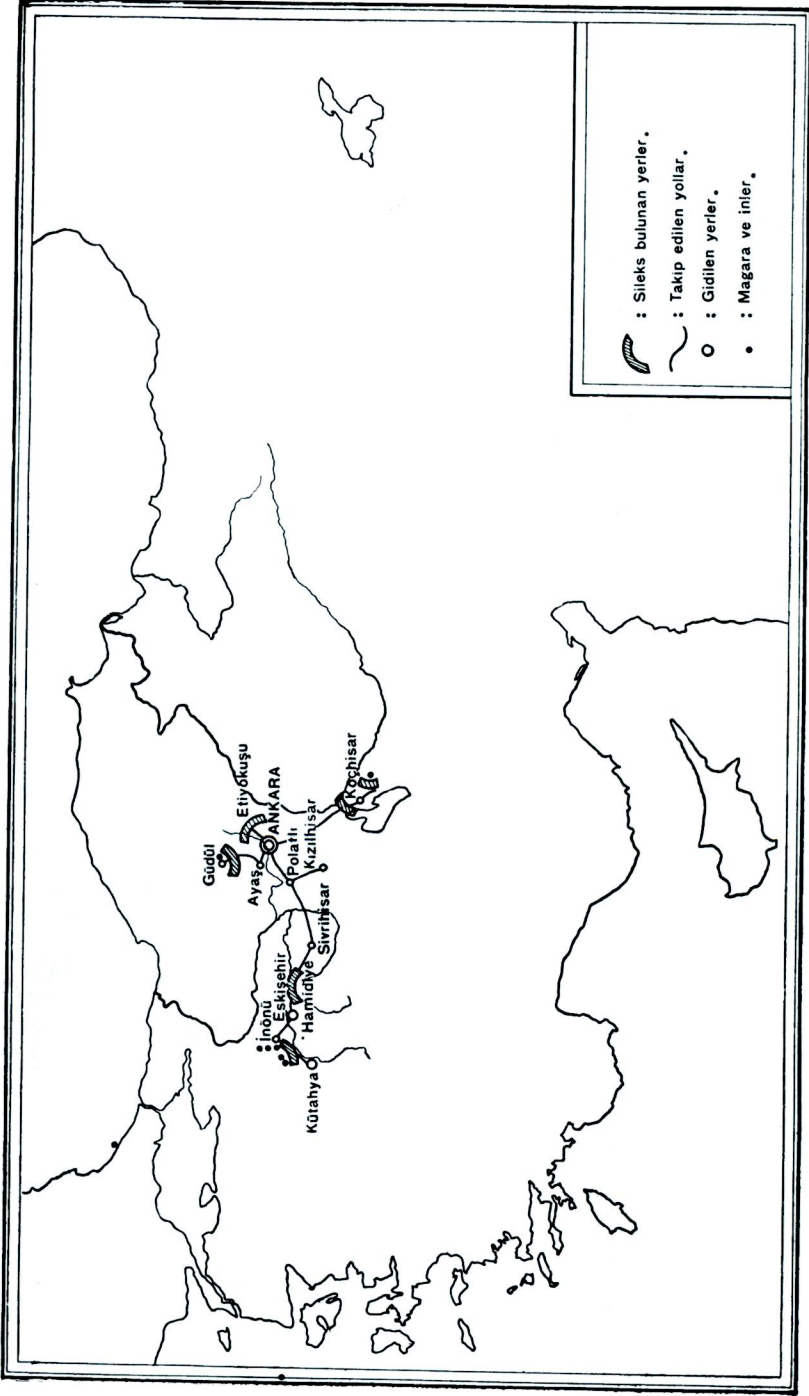 Güdül
Etiyokuşu
Ayaş
ANKARA
İnönü
Eskişehir
Hamidiye
Polatlı
Kızılhisar
Koçhisar
Kütahya
Sivrihisar
: Sileks bulunan yerler.
: Takip edilen yollar.
: Gidilen yerler.
: Magara ve inler.